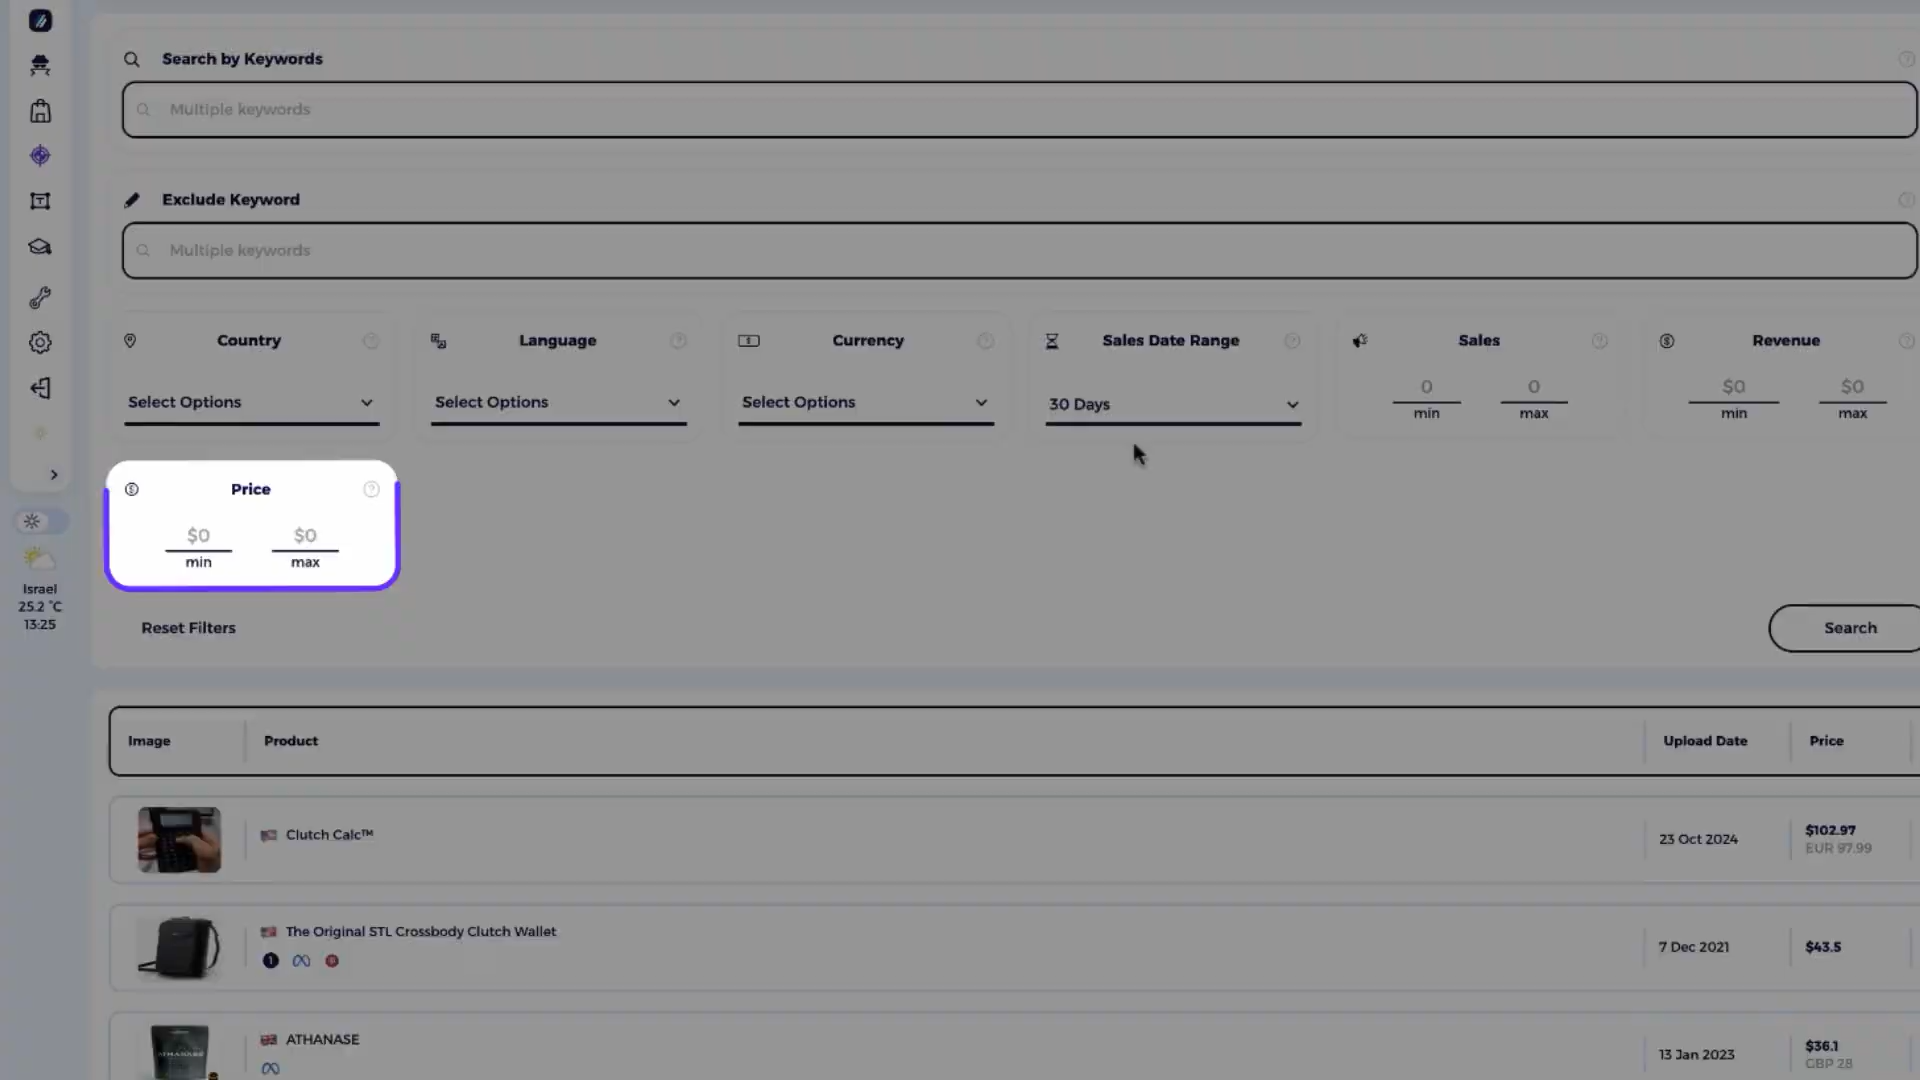 Search by Keywords
Multiple keywords
Exclude Keyword
Multiple keywords
Country
Language
Currency
Sales Date Range
Sales
Revenue
Select Options
Select Options
Select Options
30 Days
0
0
$0
$0
min
max
min
max
Price
$0
$0
min
max
Israel
25.2 °C
13:25
Reset Filters
Search
Image
Product
Upload Date
Price
Clutch Calc™
23 Oct 2024
$102.97
EUR 97.99
The Original STL Crossbody Clutch Wallet
7 Dec 2021
$43.5
ATHANASE
ATHANASE
13 Jan 2023
$36.1
GBP 28